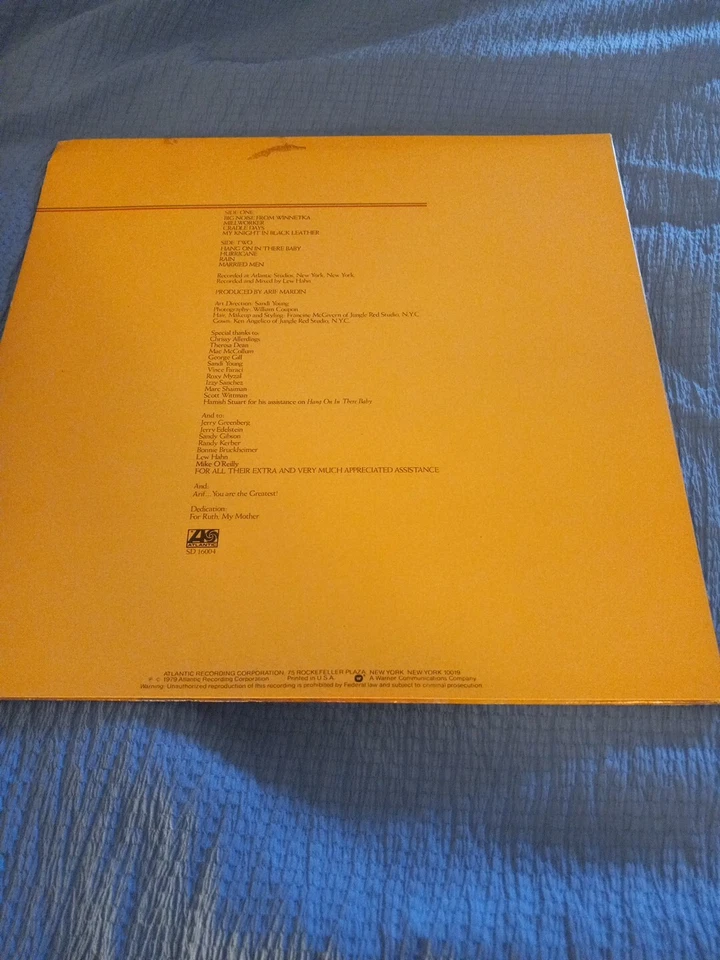 SIDE ONE
BIG NOISE FROM WINNETKA
MILLWORKER
CRADLE DAYS
MY KNIGHT IN BLACK LEATHER
SIDE TWO
HANG ON IN THERE BABY
HURRICANE
RAIN
MARRIED MEN
Recorded at Atlantic Studios, New York, New York
Recorded and Mixed by Lew Hahn
PRODUCED BY ARIF MARDIN
Art Direction: Sandi Young
Photography: William Coupon
Hair, Makeup and Styling: Francine McGivern of Jungle Red Studio, N.Y.C.
Gown: Ken Angelico of Jungle Red Studio, N.Y.C.
Special thanks to:
Chrissy Allerdings
Theresa Dean
Mac McCollum
George Gill
Sandi Young
Vince Faraci
Roxy Myzal
Izzy Sanchez
Marc Shaiman
Scott Wittman
Hamish Stuart for his assistance on Hang On In There Baby
And to:
Jerry Greenberg
Jerry Edelstein
Sandy Gibson
Randy Kerber
Bonnie Bruckheimer
Lew Hahn
Mike O'Reilly
FOR ALL THEIR EXTRA AND VERY MUCH APPRECIATED ASSISTANCE
And:
Arif... You are the Greatest!
Dedication:
For Ruth, My Mother
ATLANTIC
SD 16004
ATLANTIC RECORDING CORPORATION, 75 ROCKEFELLER PLAZA, NEW YORK, NEW YORK 10019
P © 1979 Atlantic Recording Corporation Printed in U.S.A. A Warner Communications Company
Warning: Unauthorized reproduction of this recording is prohibited by Federal law and subject to criminal prosecution.